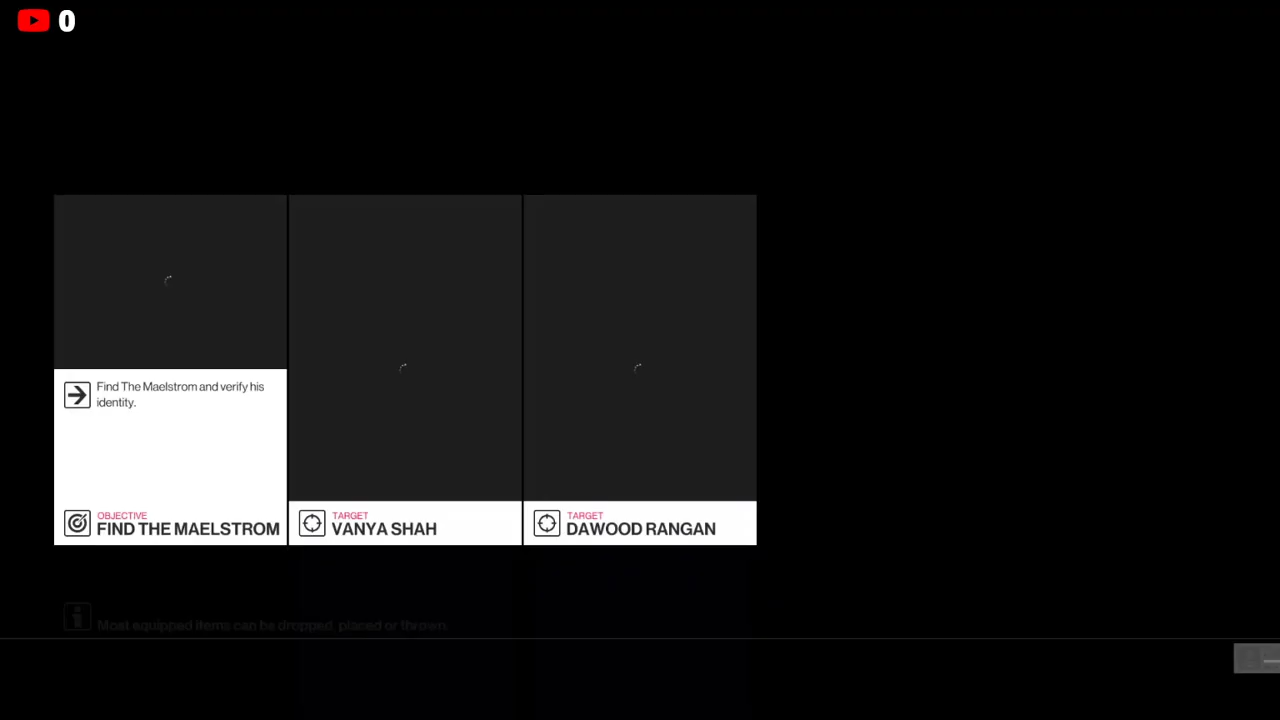 0
Find The Maelstrom and verify his
identity.
OBJECTIVE
FIND THE MAELSTROM
TARGET
VANYA SHAH
TARGET
DAWOOD RANGAN
Most equipped items can be dropped, placed or thrown.